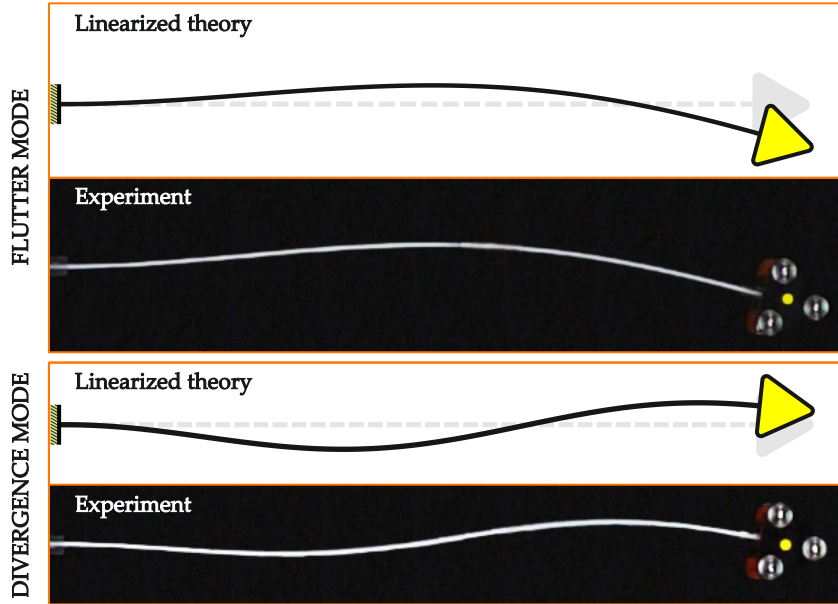 FLUTTER MODE
Linearized theory
Experiment
DIVERGENCE MODE
Linearized theory
Experiment